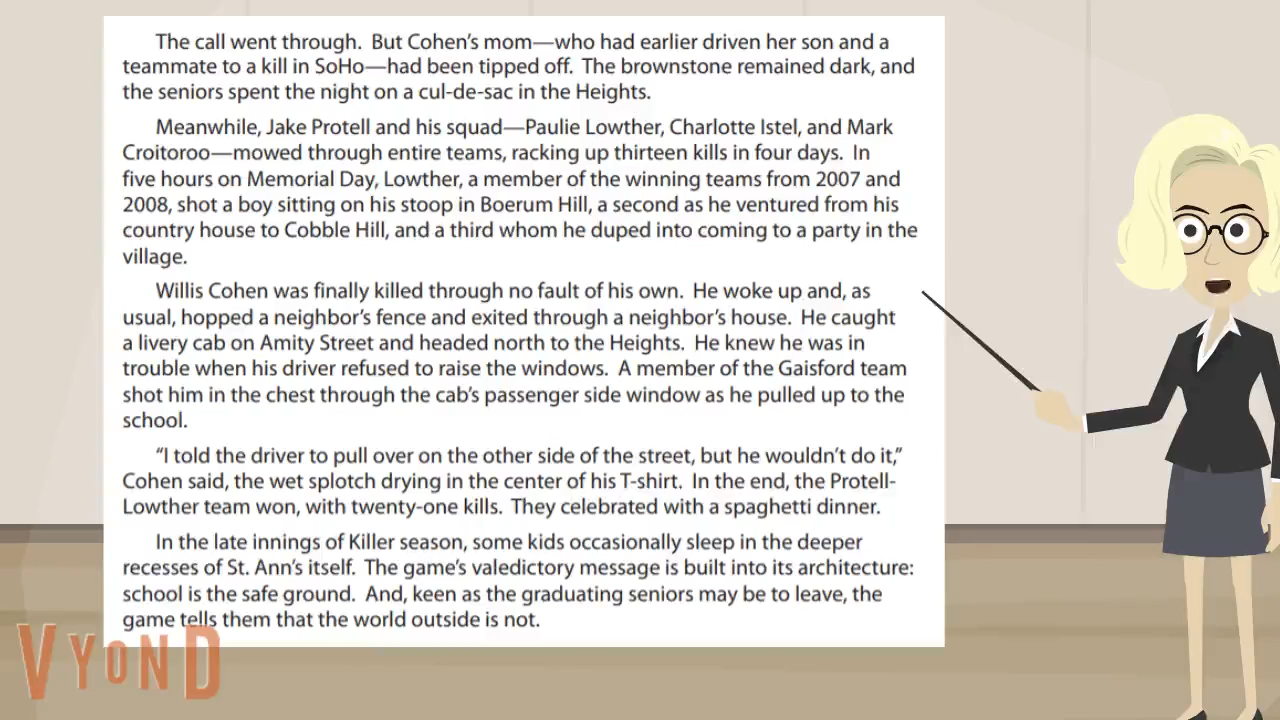 The call went through. But Cohen's mom—who had earlier driven her son and a
teammate to a kill in SoHo—had been tipped off. The brownstone remained dark, and
the seniors spent the night on a cul-de-sac in the Heights.
Meanwhile, Jake Protell and his squad—Paulie Lowther, Charlotte Istel, and Mark
Croitoroo—mowed through entire teams, racking up thirteen kills in four days. In
five hours on Memorial Day, Lowther, a member of the winning teams from 2007 and
2008, shot a boy sitting on his stoop in Boerum Hill, a second as he ventured from his
country house to Cobble Hill, and a third whom he duped into coming to a party in the
village.
Willis Cohen was finally killed through no fault of his own. He woke up and, as
usual, hopped a neighbor's fence and exited through a neighbor's house. He caught
a livery cab on Amity Street and headed north to the Heights. He knew he was in
trouble when his driver refused to raise the windows. A member of the Gaisford team
shot him in the chest through the cab's passenger side window as he pulled up to the
school.
“I told the driver to pull over on the other side of the street, but he wouldn't do it,”
Cohen said, the wet splotch drying in the center of his T-shirt. In the end, the Protell-
Lowther team won, with twenty-one kills. They celebrated with a spaghetti dinner.
In the late innings of Killer season, some kids occasionally sleep in the deeper
recesses of St. Ann's itself. The game's valedictory message is built into its architecture:
school is the safe ground. And, keen as the graduating seniors may be to leave, the
game tells them that the world outside is not.
VYOND